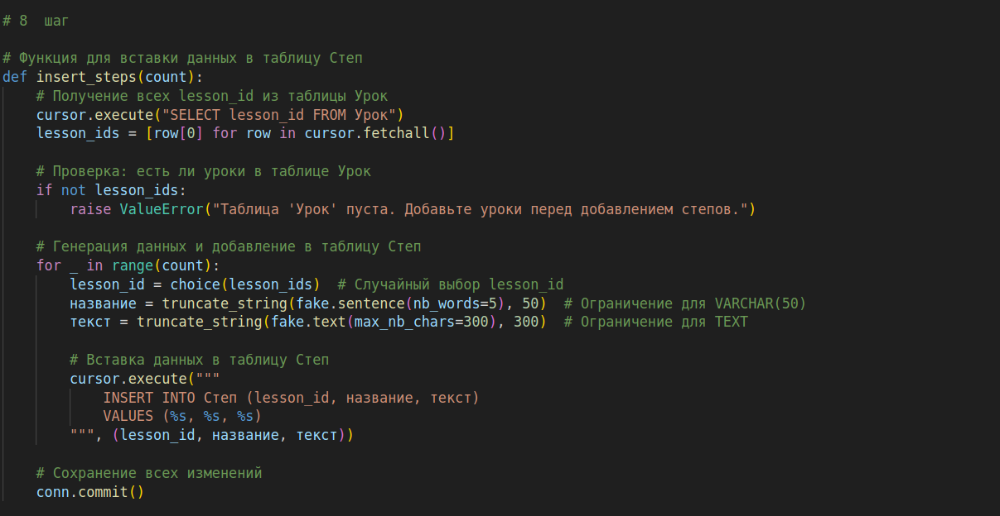 # 8  шаг
# Функция для вставки данных в таблицу Степ
def insert_steps(count):
    # Получение всех lesson_id из таблицы Урок
    cursor.execute("SELECT lesson_id FROM Урок")
    lesson_ids = [row[0] for row in cursor.fetchall()]
    # Проверка: есть ли уроки в таблице Урок
    if not lesson_ids:
        raise ValueError("Таблица 'Урок' пуста. Добавьте уроки перед добавлением степов.")
    # Генерация данных и добавление в таблицу Степ
    for _ in range(count):
        lesson_id = choice(lesson_ids)  # Случайный выбор lesson_id
        название = truncate_string(fake.sentence(nb_words=5), 50)  # Ограничение для VARCHAR(50)
        текст = truncate_string(fake.text(max_nb_chars=300), 300)  # Ограничение для TEXT
        # Вставка данных в таблицу Степ
        cursor.execute("""
            INSERT INTO Степ (lesson_id, название, текст)
            VALUES (%s, %s, %s)
        """, (lesson_id, название, текст))
    # Сохранение всех изменений
    conn.commit()